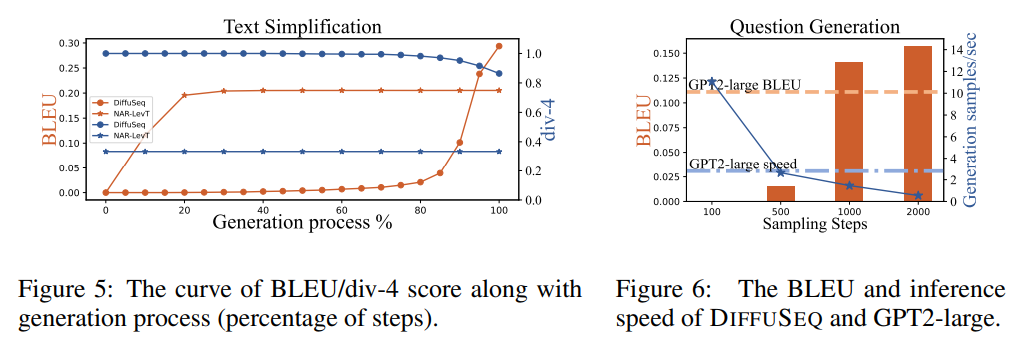 Text Simplification
0.30
0.25
0.20
0.15
0.10
0.05
0.00
BLEU
DiffuSeq
NAR-LevT
DiffuSeq
NAR-LevT
1.0
0.8
0.6
0.4
0.2
0.0
div-4
0 20 40 60 80 100
Generation process %
Question Generation
0.150
0.125
0.100
0.075
0.050
0.025
0.000
BLEU
GPT2-large BLEU
GPT2-large speed
14
12
10
8
6
4
2
0
Generation samples/sec
100 500 1000 2000
Sampling Steps
Figure 5: The curve of BLEU/div-4 score along with
generation process (percentage of steps).
Figure 6: The BLEU and inference
speed of DIFFUSEQ and GPT2-large.